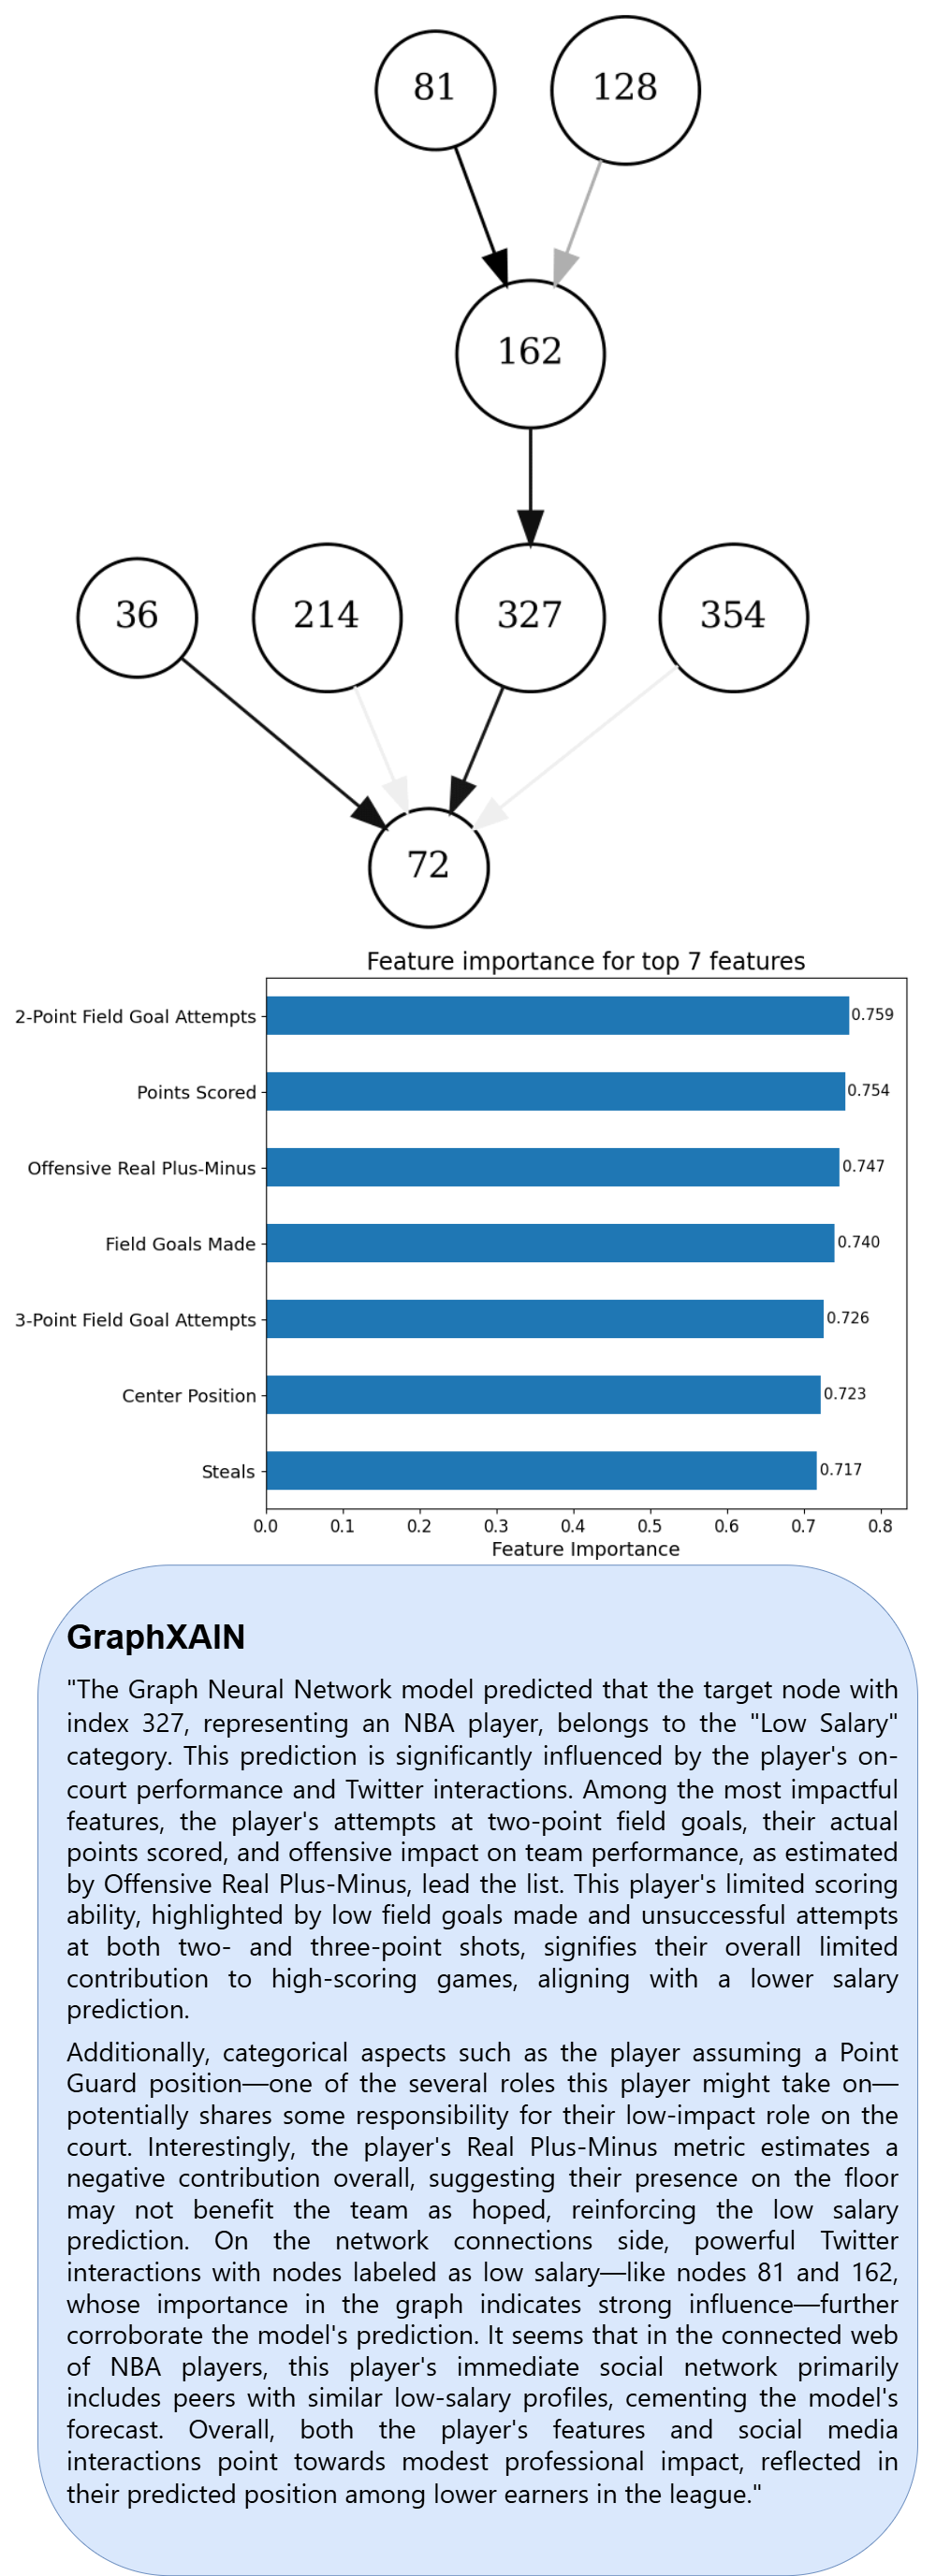 81
128
162
36
214
327
354
72
Feature importance for top 7 features
2-Point Field Goal Attempts
0.759
Points Scored
0.754
Offensive Real Plus-Minus
0.747
Field Goals Made
0.740
3-Point Field Goal Attempts
0.726
Center Position
0.723
Steals
0.717
0.0 0.1 0.2 0.3 0.4 0.5 0.6 0.7 0.8
Feature Importance
GraphXAIN
"The Graph Neural Network model predicted that the target node with
index 327, representing an NBA player, belongs to the "Low Salary"
category. This prediction is significantly influenced by the player's on-
court performance and Twitter interactions. Among the most impactful
features, the player's attempts at two-point field goals, their actual
points scored, and offensive impact on team performance, as estimated
by Offensive Real Plus-Minus, lead the list. This player's limited scoring
ability, highlighted by low field goals made and unsuccessful attempts
at both two- and three-point shots, signifies their overall limited
contribution to high-scoring games, aligning with a lower salary
prediction.
Additionally, categorical aspects such as the player assuming a Point
Guard position—one of the several roles this player might take on—
potentially shares some responsibility for their low-impact role on the
court. Interestingly, the player's Real Plus-Minus metric estimates a
negative contribution overall, suggesting their presence on the floor
may not benefit the team as hoped, reinforcing the low salary
prediction. On the network connections side, powerful Twitter
interactions with nodes labeled as low salary—like nodes 81 and 162,
whose importance in the graph indicates strong influence—further
corroborate the model's prediction. It seems that in the connected web
of NBA players, this player's immediate social network primarily
includes peers with similar low-salary profiles, cementing the model's
forecast. Overall, both the player's features and social media
interactions point towards modest professional impact, reflected in
their predicted position among lower earners in the league."